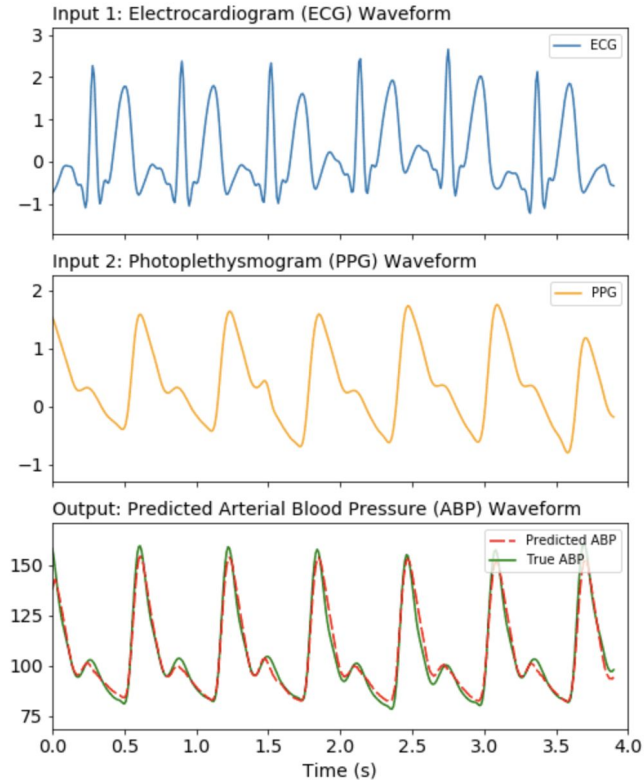 Input 1: Electrocardiogram (ECG) Waveform
3
2
1
0
−1
ECG
Input 2: Photoplethysmogram (PPG) Waveform
2
1
0
−1
PPG
Output: Predicted Arterial Blood Pressure (ABP) Waveform
150
125
100
75
Predicted ABP
True ABP
0.0 0.5 1.0 1.5 2.0 2.5 3.0 3.5 4.0
Time (s)